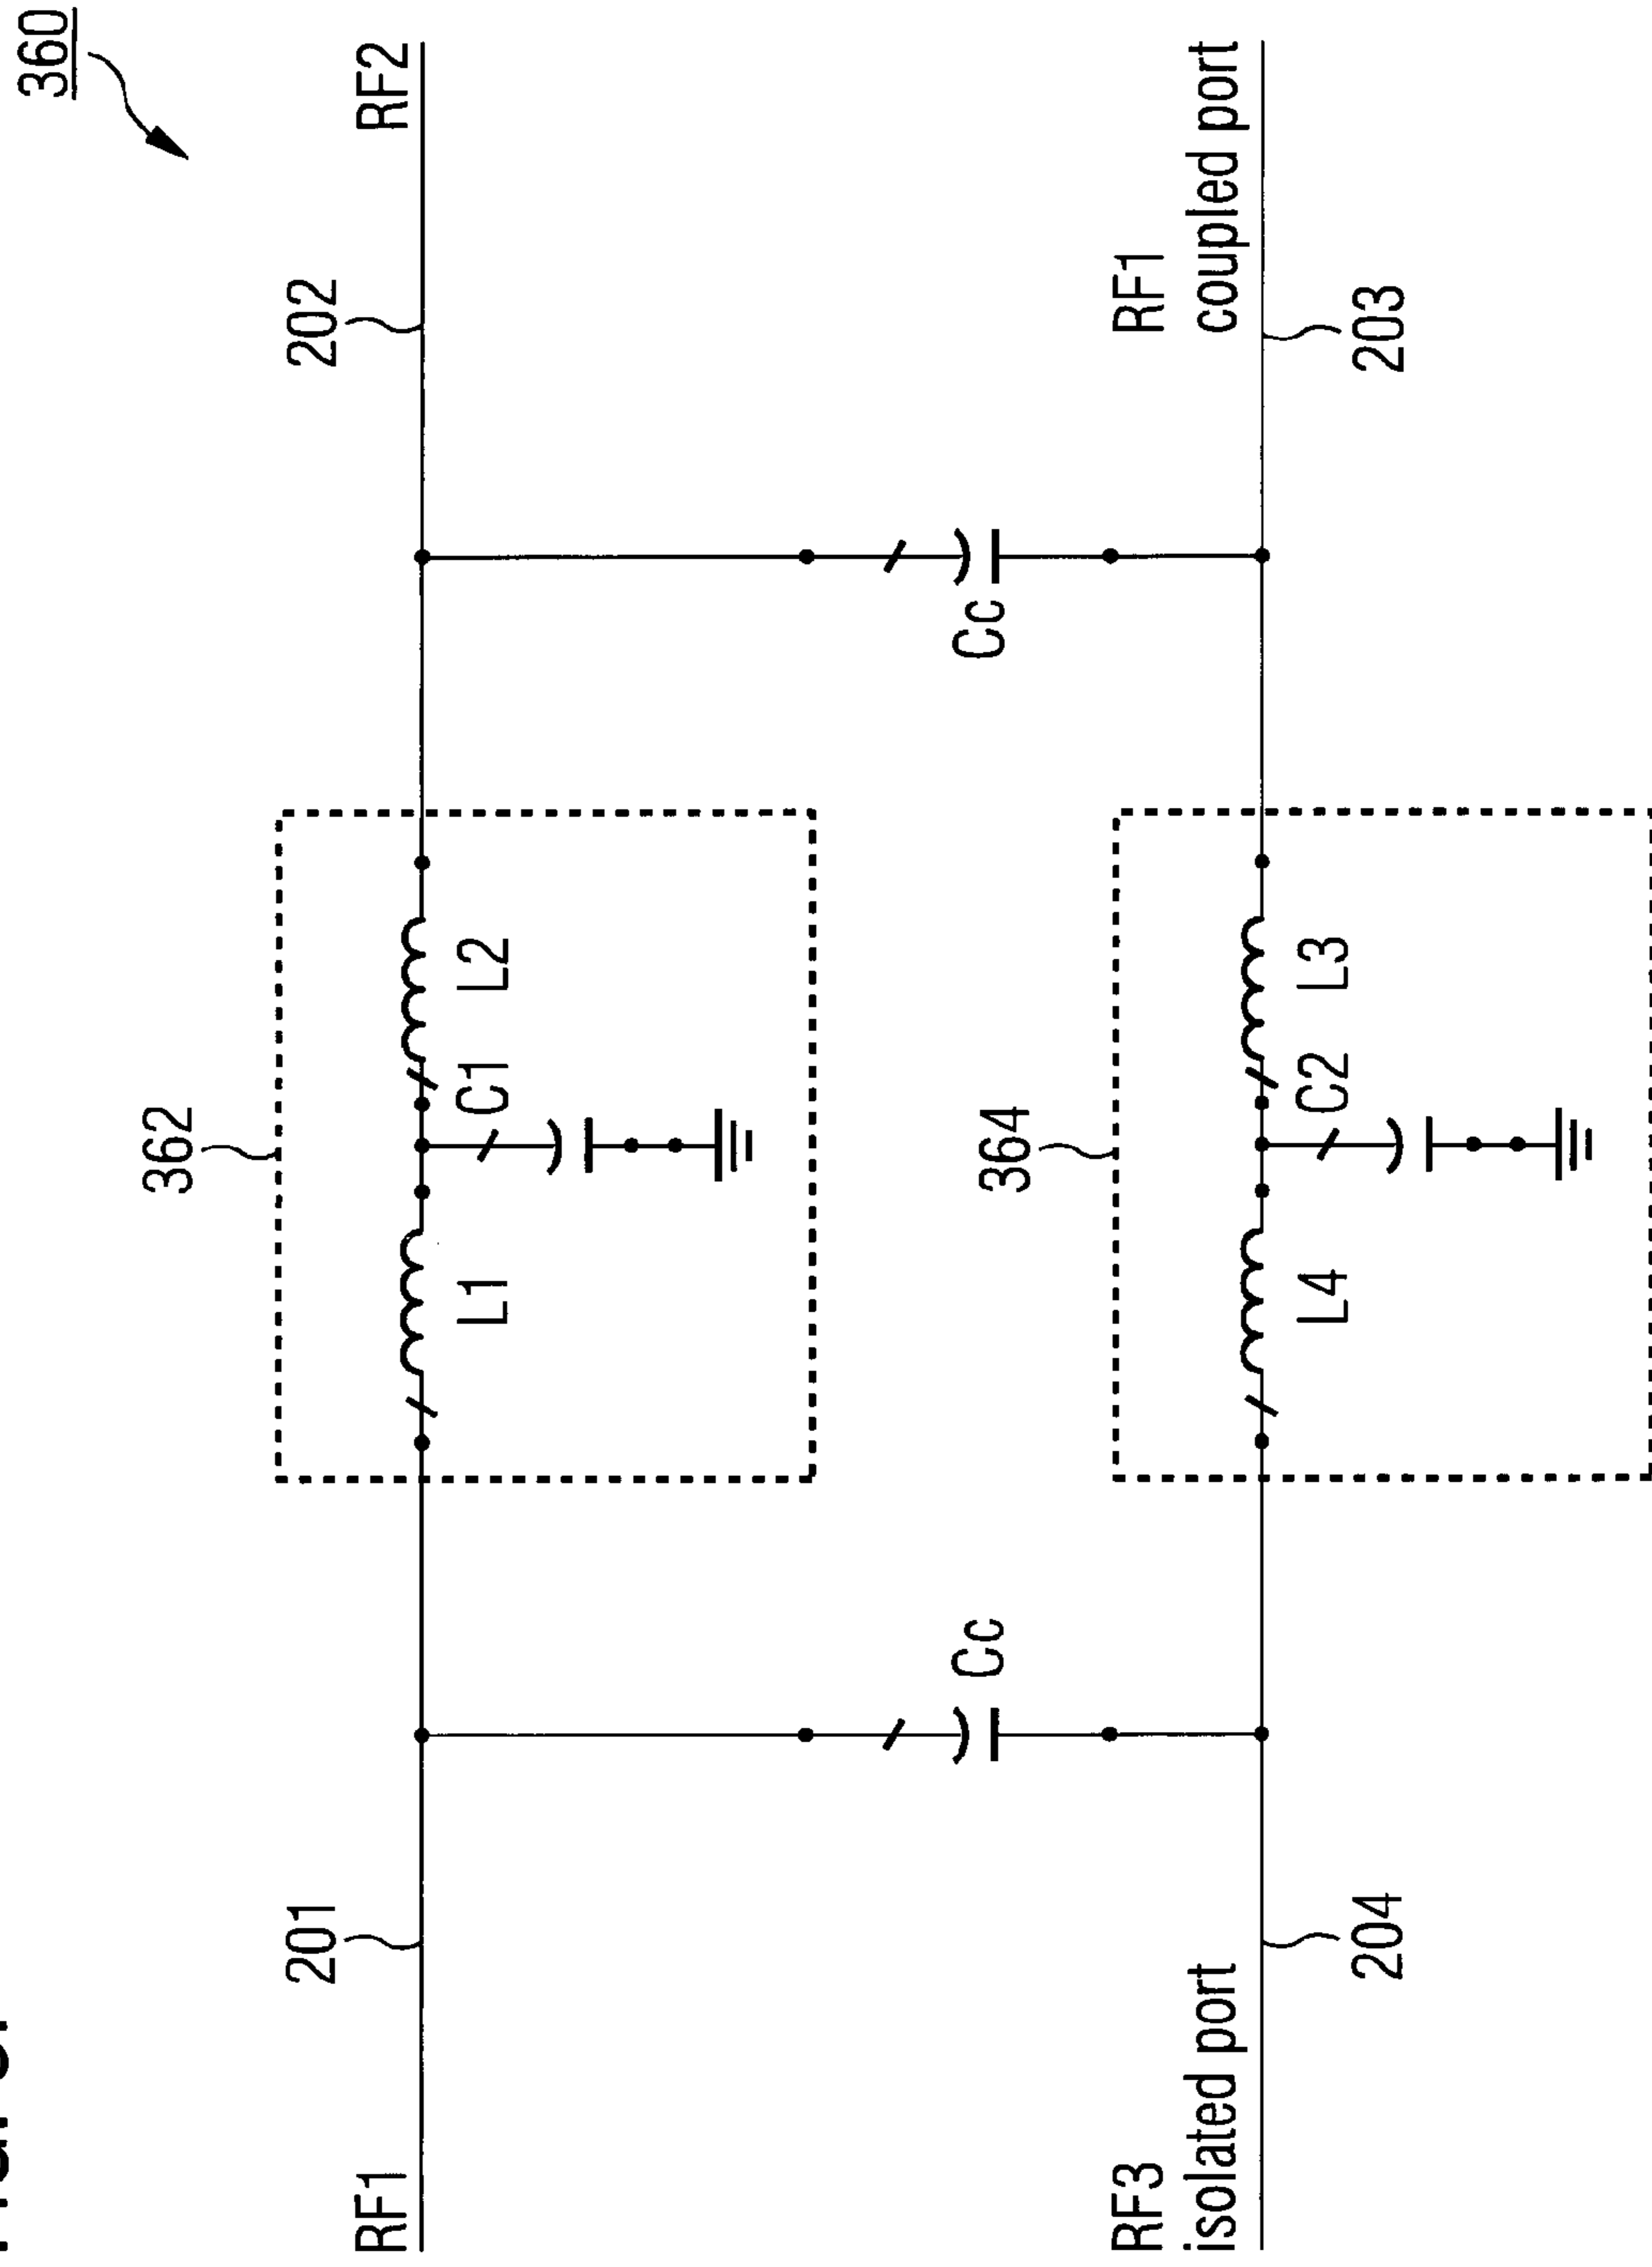 360
RF1
201
202
RF2
362
L1
C1
L2
Cc
Cc
364
L4
C2
L3
RF3
isolated port
204
RF1
coupled port
203